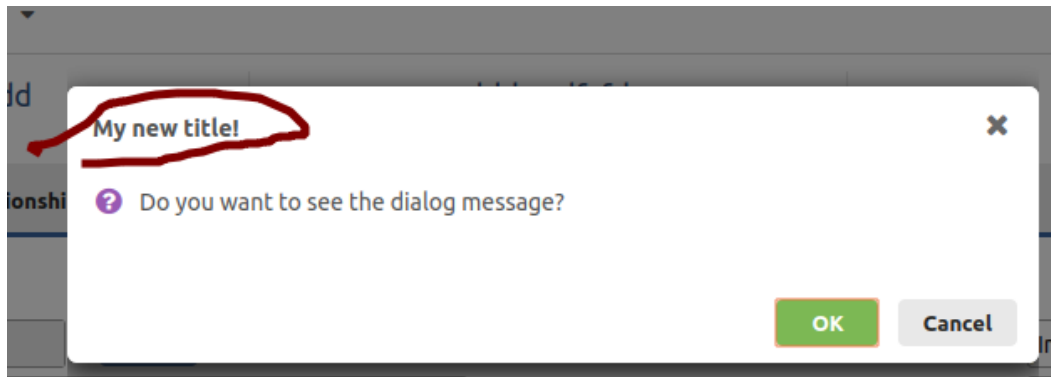 dd
My new title!
ionshi
Do you want to see the dialog message?
OK
Cancel